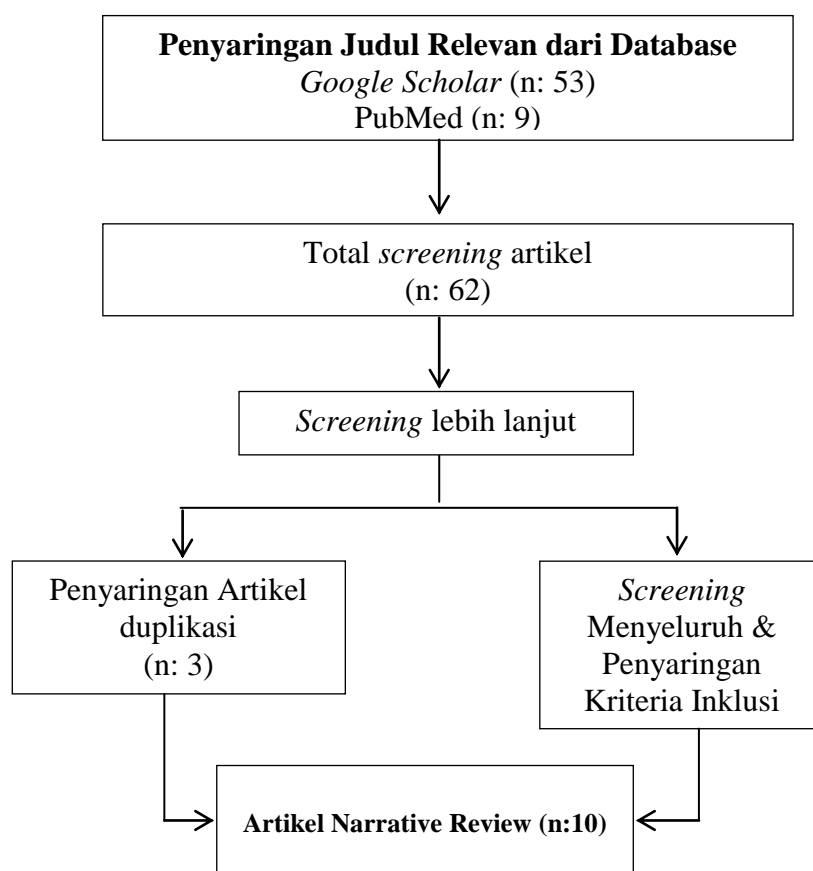 Penyaringan Judul Relevan dari Database
Google Scholar (n: 53)
PubMed (n: 9)
Total screening artikel
(n: 62)
Screening lebih lanjut
Penyaringan Artikel
duplikasi
(n: 3)
Screening
Menyeluruh &
Penyaringan
Kriteria Inklusi
Artikel Narrative Review (n:10)